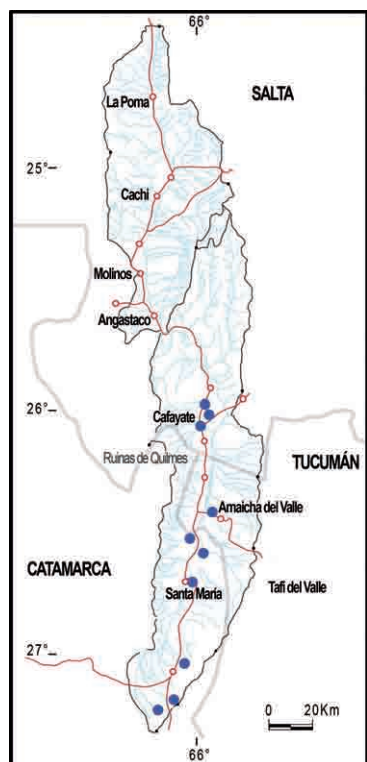 66°
La Poma
SALTA
25°
Cachi
Molinos
Angastaco
26°
Cafayate
Ruinas de Quilmes
TUCUMÁN
Amaicha del Valle
CATAMARCA
Santa María
Tafi del Valle
27°
0 20Km
66°